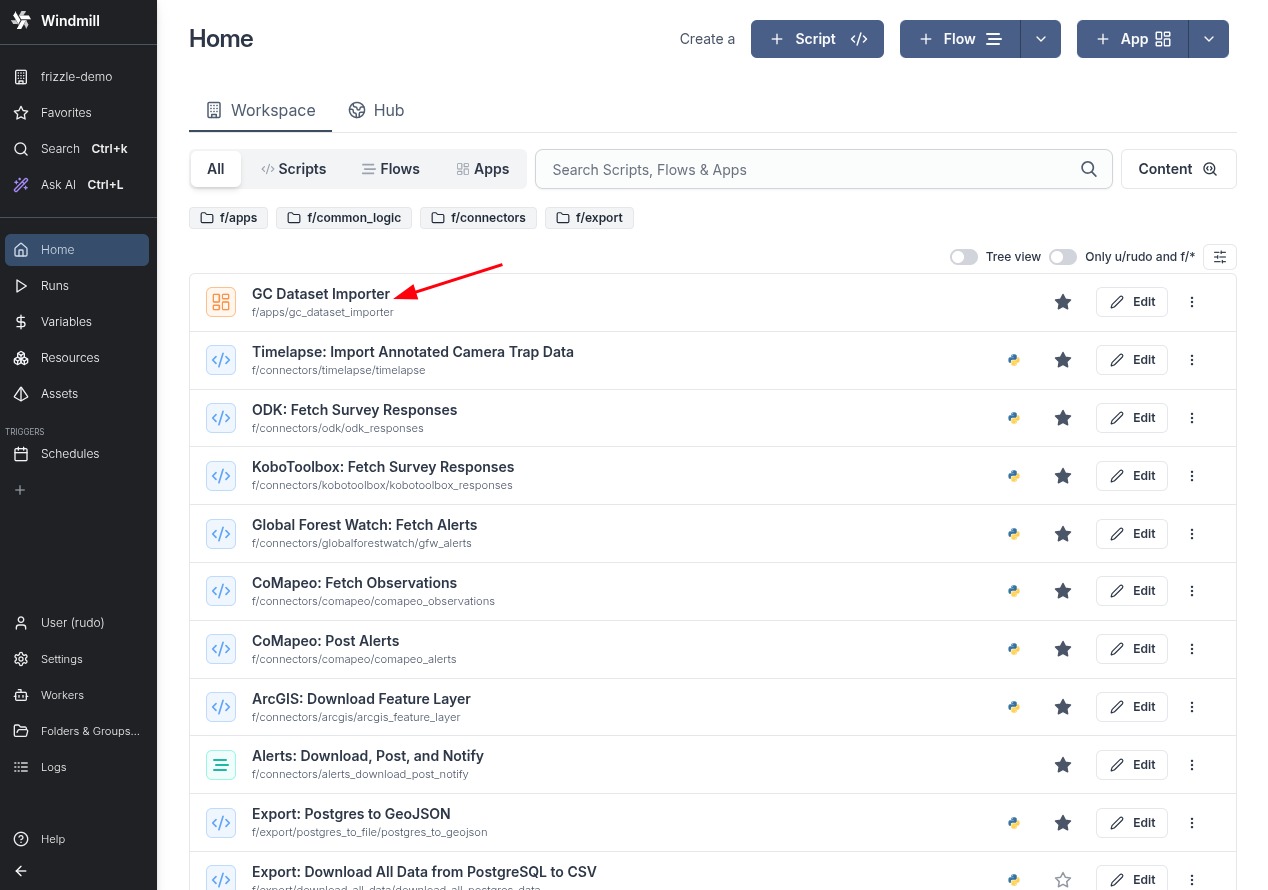 Windmill
frizzle-demo
Favorites
Search Ctrl+k
Ask AI Ctrl+L
Home
Runs
Variables
Resources
Assets
TRIGGERS
Schedules
User (rudo)
Settings
Workers
Folders & Groups...
Logs
Help
Home
Create a
+ Script
+ Flow
+ App
Workspace Hub
All Scripts Flows Apps
Search Scripts, Flows & Apps
Content
f/apps f/common_logic f/connectors f/export
Tree view Only u/rudo and f/*
GC Dataset Importer
f/apps/gc_dataset_importer
Edit
Timelapse: Import Annotated Camera Trap Data
f/connectors/timelapse/timelapse
Edit
ODK: Fetch Survey Responses
f/connectors/odk/odk_responses
Edit
KoboToolbox: Fetch Survey Responses
f/connectors/kobotoolbox/kobotoolbox_responses
Edit
Global Forest Watch: Fetch Alerts
f/connectors/globalforestwatch/gfw_alerts
Edit
CoMapeo: Fetch Observations
f/connectors/comapeo/comapeo_observations
Edit
CoMapeo: Post Alerts
f/connectors/comapeo/comapeo_alerts
Edit
ArcGIS: Download Feature Layer
f/connectors/arcgis/arcgis_feature_layer
Edit
Alerts: Download, Post, and Notify
f/connectors/alerts_download_post_notify
Edit
Export: Postgres to GeoJSON
f/export/postgres_to_file/postgres_to_geojson
Edit
Export: Download All Data from PostgreSQL to CSV
f/export/download_all_data/download_all_postgres_data
Edit